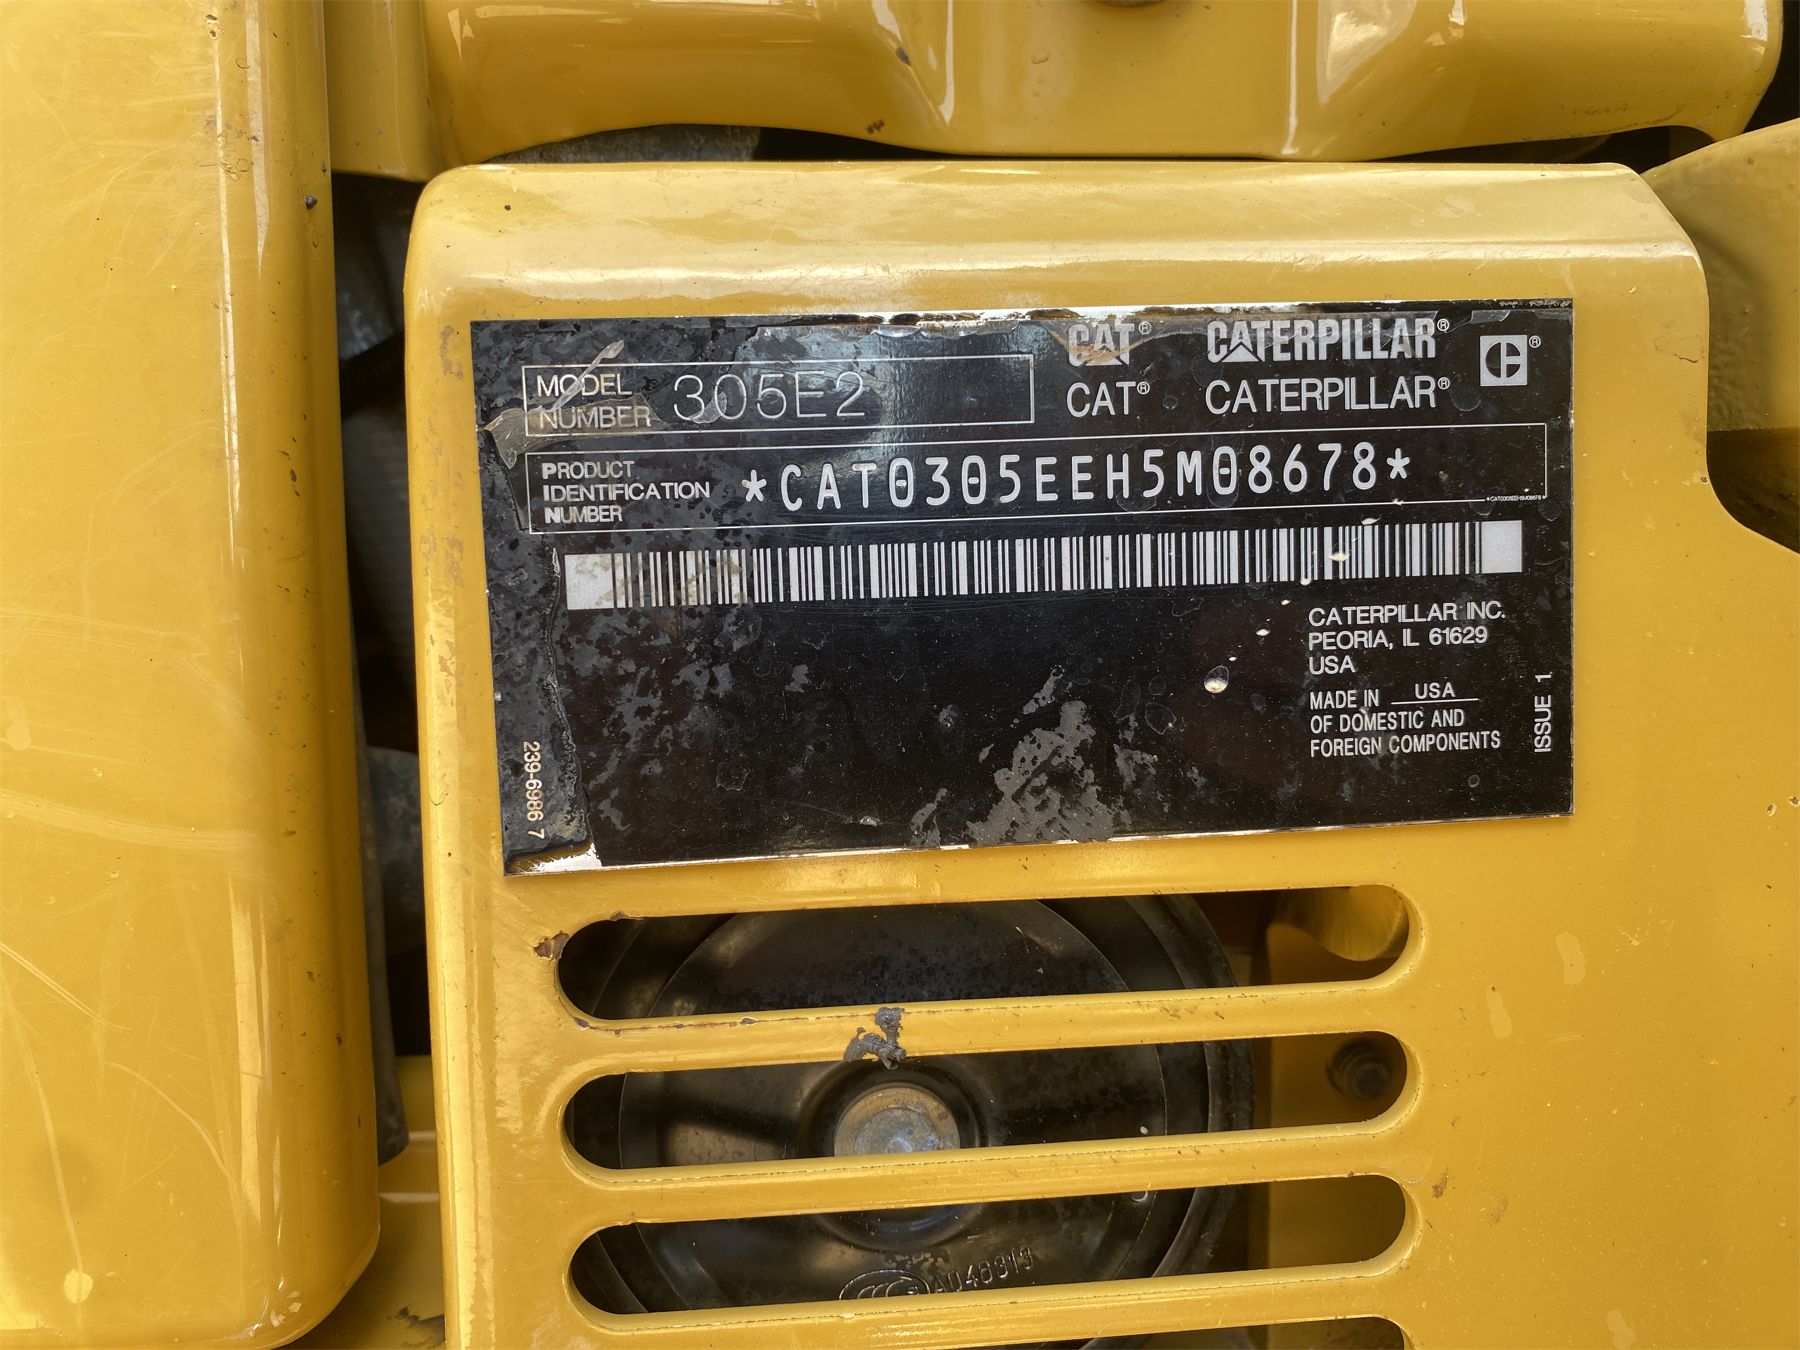 CAT® CATERPILLAR®
CAT® CATERPILLAR®
MODEL
NUMBER 305E2
PRODUCT
IDENTIFICATION
NUMBER
*CAT0305EEH5M08678*
CATERPILLAR INC.
PEORIA, IL 61629
USA
MADE IN USA
OF DOMESTIC AND
FOREIGN COMPONENTS
ISSUE 1
239-6986 7
A046313